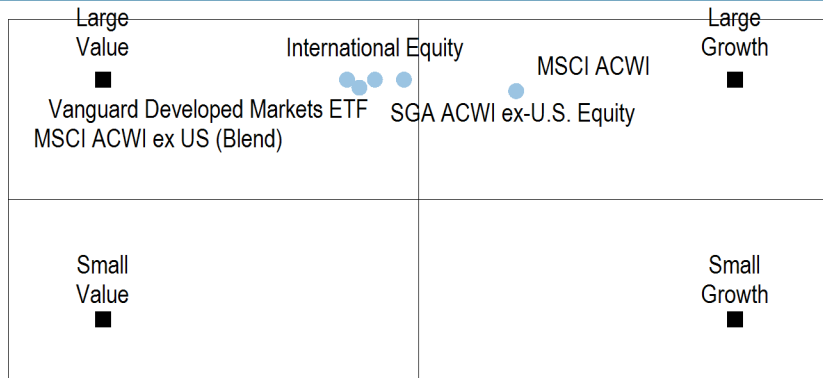 Large
Value
Large
Growth
International Equity
MSCI ACWI
Vanguard Developed Markets ETF
SGA ACWI ex-U.S. Equity
MSCI ACWI ex US (Blend)
Small
Value
Small
Growth